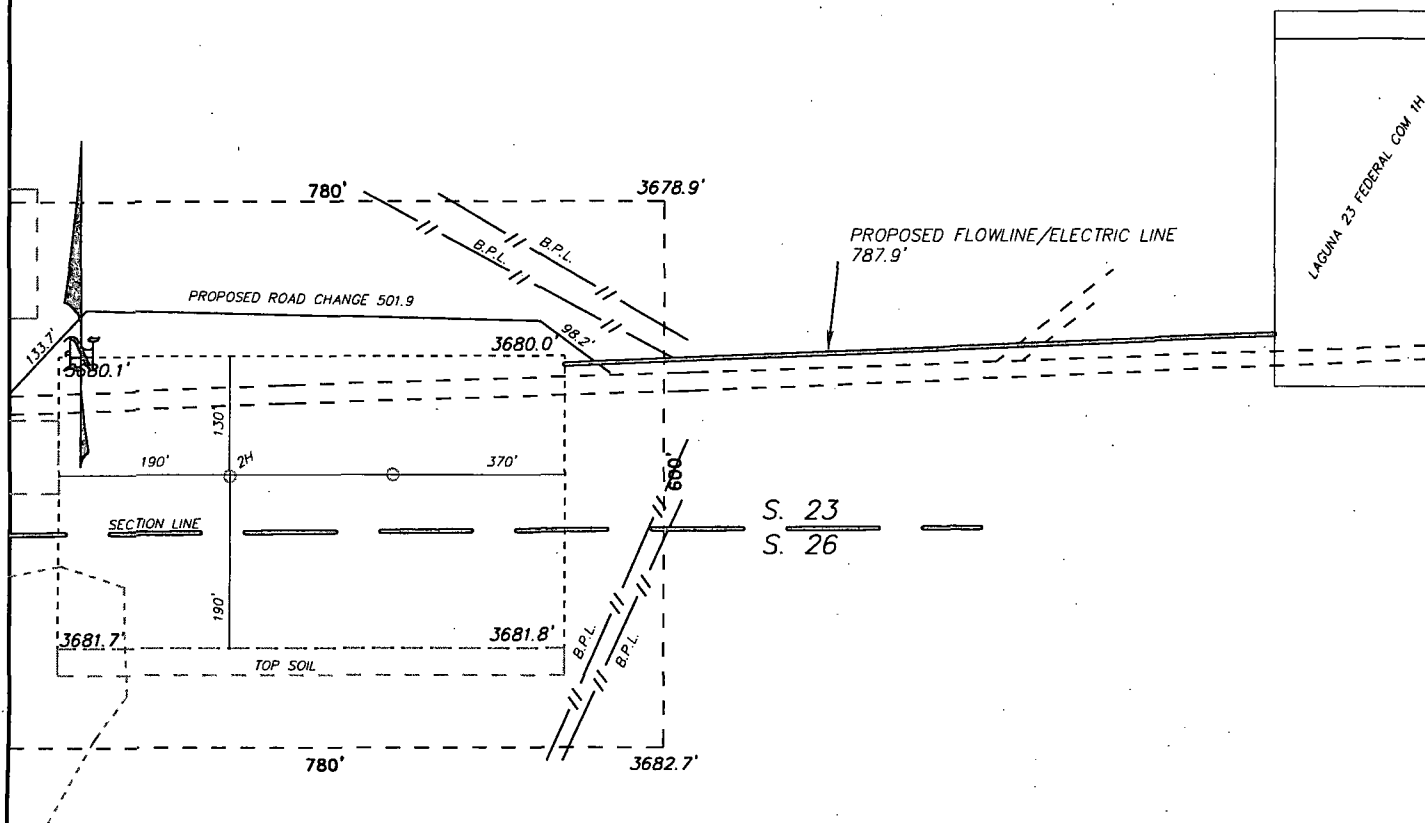 LAGUNA 23 FEDERAL COM 1H
780'
3678.9'
B.P.L.
B.P.L.
PROPOSED FLOWLINE/ELECTRIC LINE
787.9'
PROPOSED ROAD CHANGE 501.9
133.7'
98.2'
N
3680.0'
3680.1'
130'
190'
2H
370'
600'
SECTION LINE
S. 23
S. 26
190'
B.P.L.
B.P.L.
3681.7'
3681.8'
TOP SOIL
780'
3682.7'